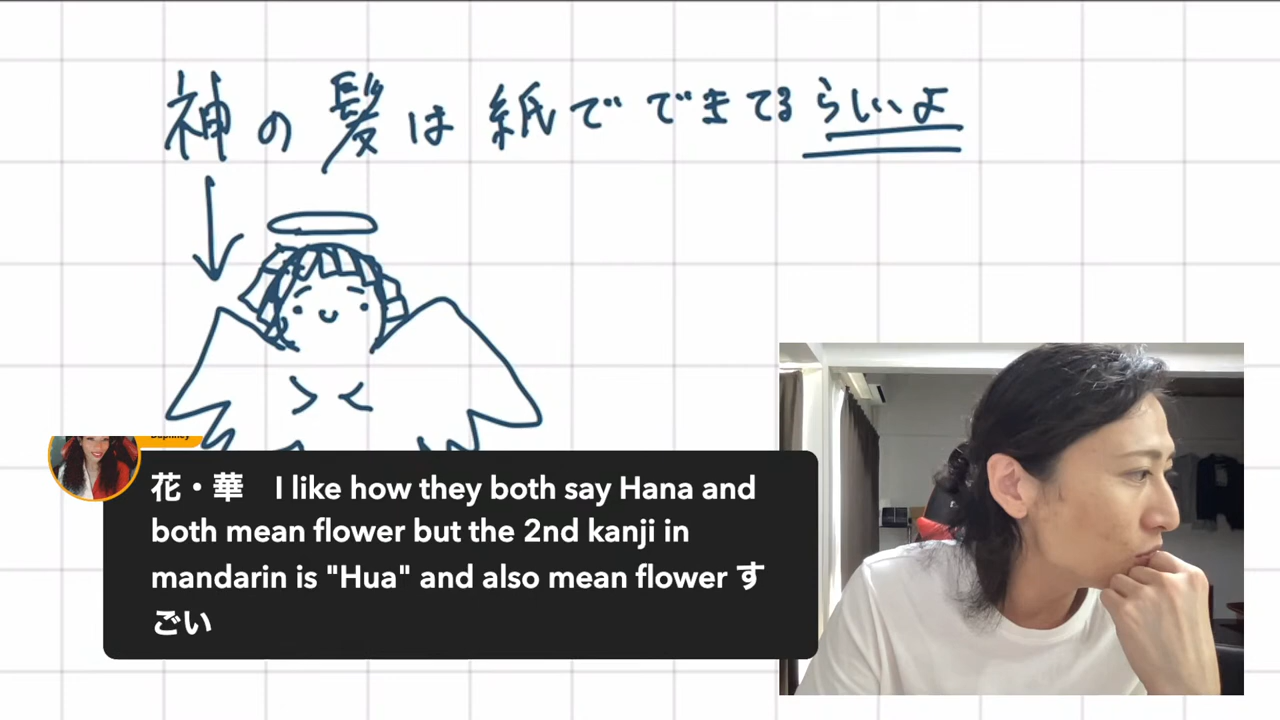 神の髪は紙でできてるらしいよ
花・華　I like how they both say Hana and
both mean flower but the 2nd kanji in
mandarin is "Hua" and also mean flower す
ごい